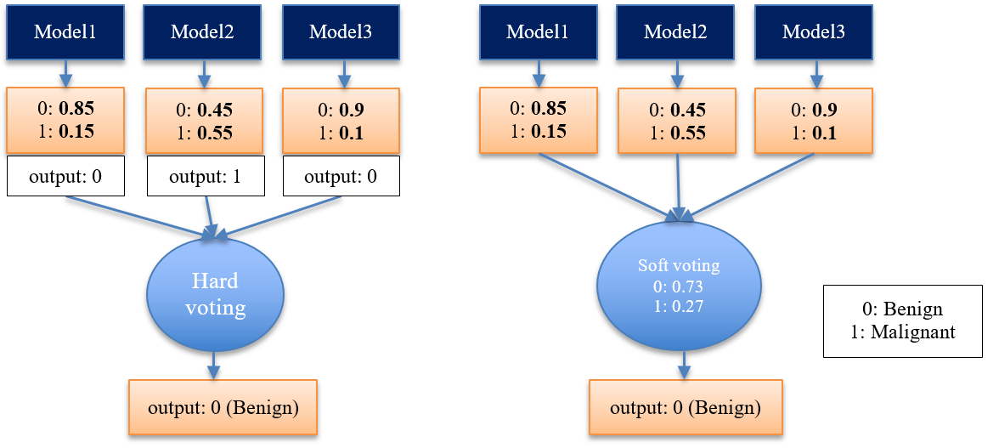 Model1
Model2
Model3
0: 0.85
1: 0.15
0: 0.45
1: 0.55
0: 0.9
1: 0.1
output: 0
output: 1
output: 0
Hard
voting
output: 0 (Benign)
Model1
Model2
Model3
0: 0.85
1: 0.15
0: 0.45
1: 0.55
0: 0.9
1: 0.1
Soft voting
0: 0.73
1: 0.27
output: 0 (Benign)
0: Benign
1: Malignant